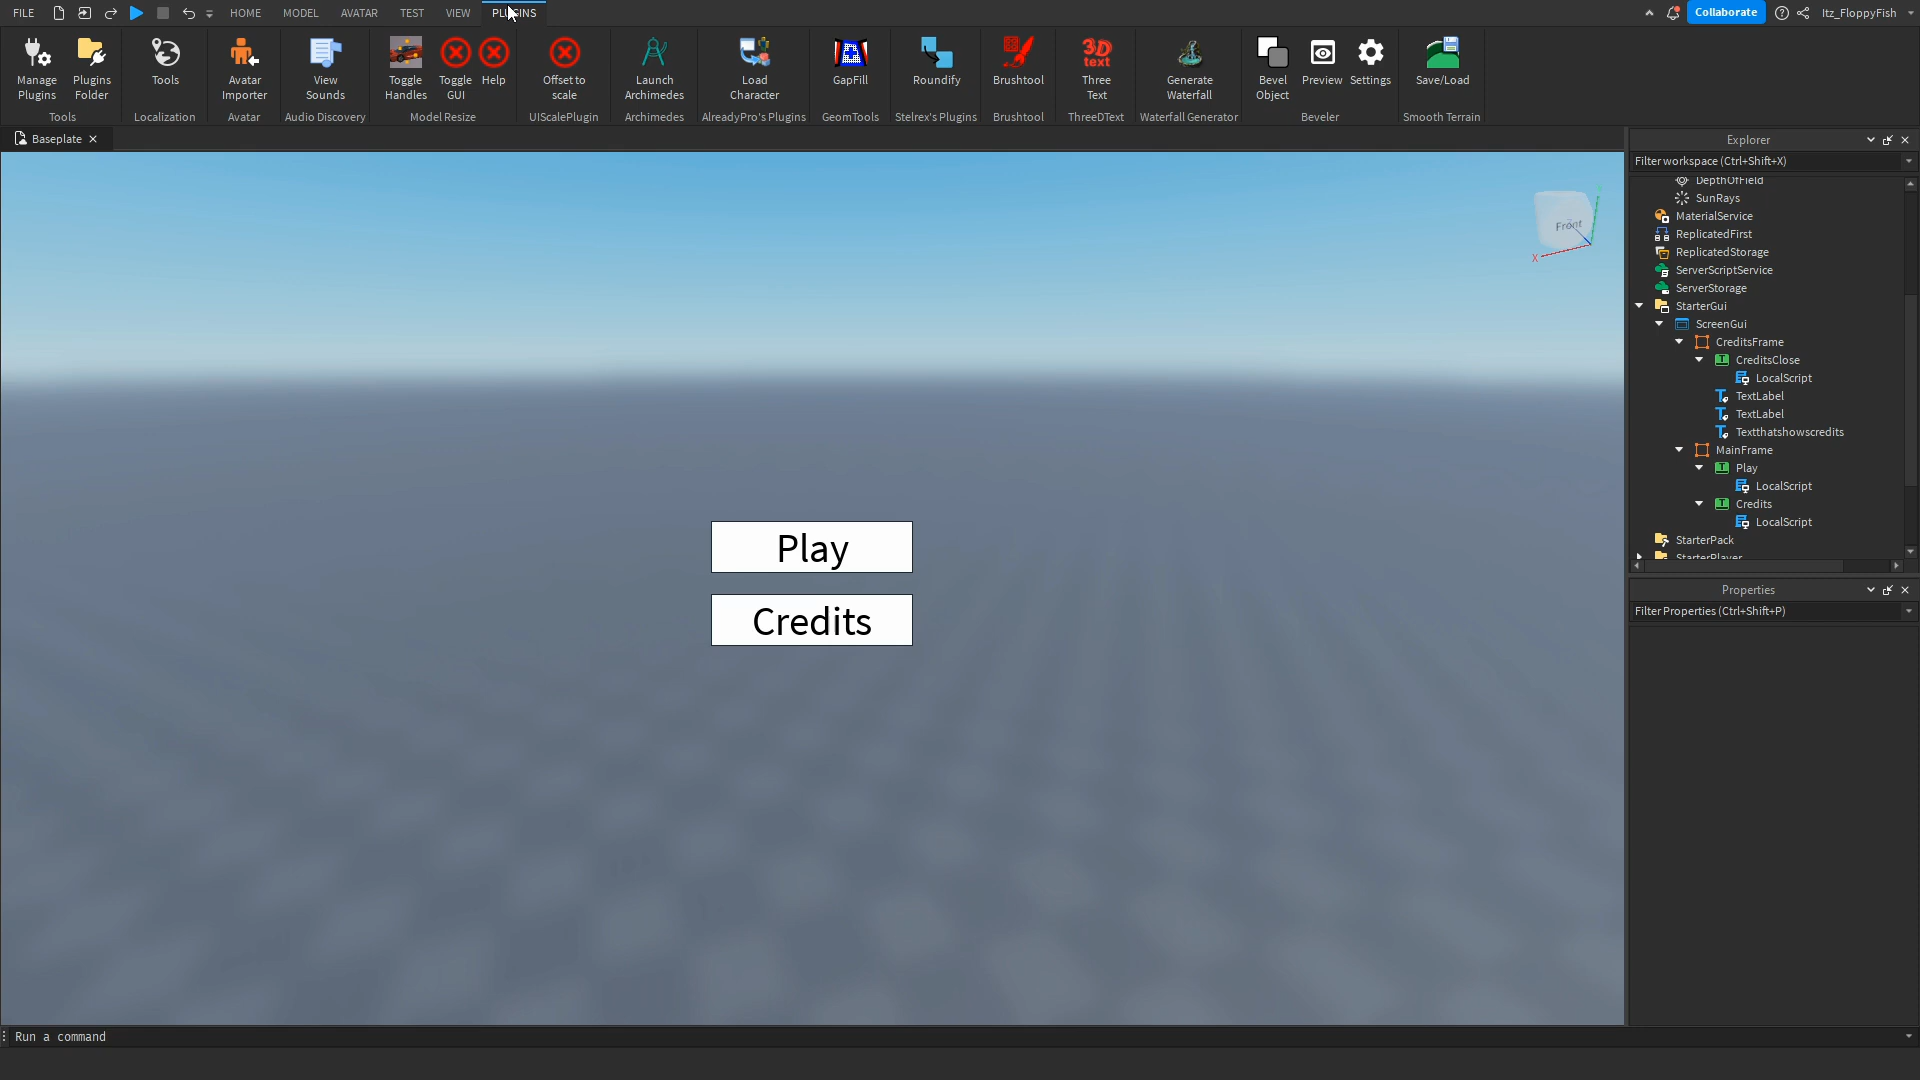 FILE HOME MODEL AVATAR TEST VIEW PLUGINS Collaborate Itz_FloppyFish
Manage Plugins
Plugins Folder
Tools
Avatar Importer
View Sounds
Toggle Handles
Toggle GUI
Help
Offset to scale
Launch Archimedes
Load Character
GapFill
Roundify
Brushtool
3D text
Three Text
Generate Waterfall
Bevel Object
Preview
Settings
Save/Load
Tools Localization Avatar Audio Discovery Model Resize UIScalePlugin Archimedes AlreadyPro's Plugins GeomTools Stelrex's Plugins Brushtool ThreeDText Waterfall Generator Beveler Smooth Terrain
Baseplate
Front
X
Play
Credits
Explorer
Filter workspace (Ctrl+Shift+X)
DepthOfField
SunRays
MaterialService
ReplicatedFirst
ReplicatedStorage
ServerScriptService
ServerStorage
StarterGui
ScreenGui
CreditsFrame
CreditsClose
LocalScript
TextLabel
TextLabel
Textthatshowscredits
MainFrame
Play
LocalScript
Credits
LocalScript
StarterPack
StarterPlayer
Properties
Filter Properties (Ctrl+Shift+P)
Run a command